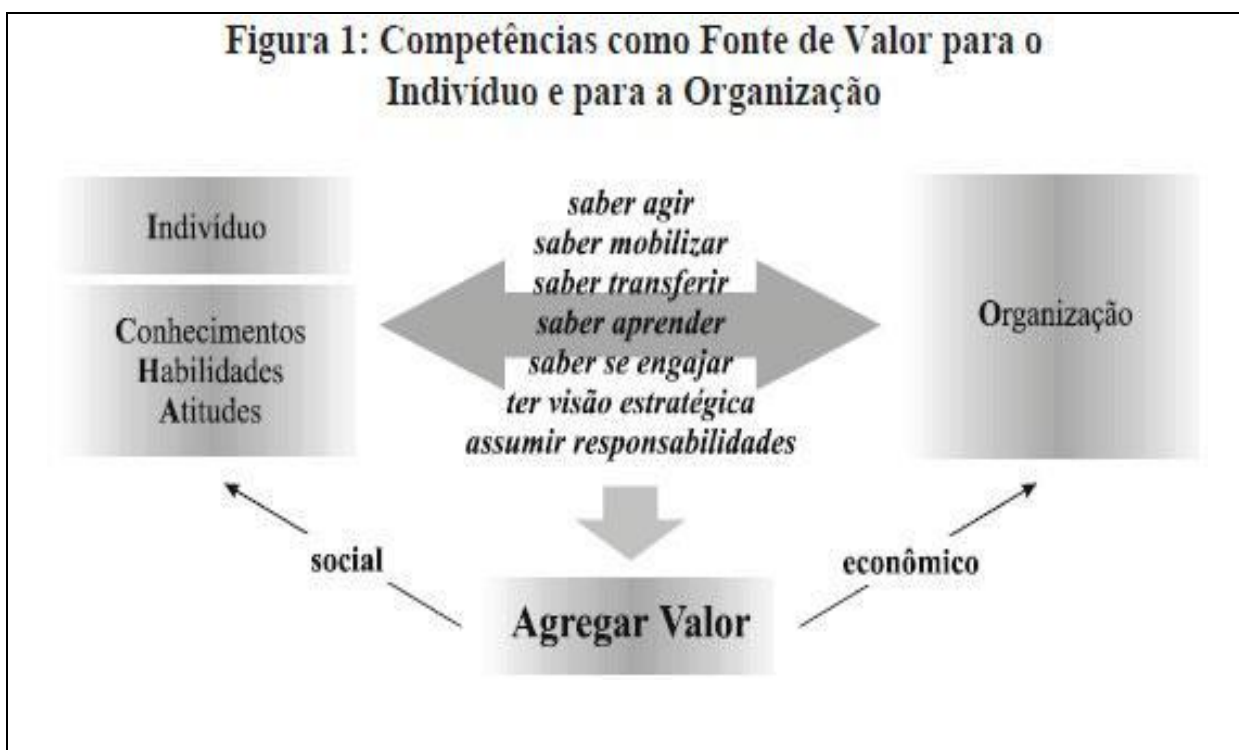 Figura 1: Competências como Fonte de Valor para o
Indivíduo e para a Organização
Indivíduo
Conhecimentos
Habilidades
Atitudes
saber agir
saber mobilizar
saber transferir
saber aprender
saber se engajar
ter visão estratégica
assumir responsabilidades
Organização
social
econômico
Agregar Valor